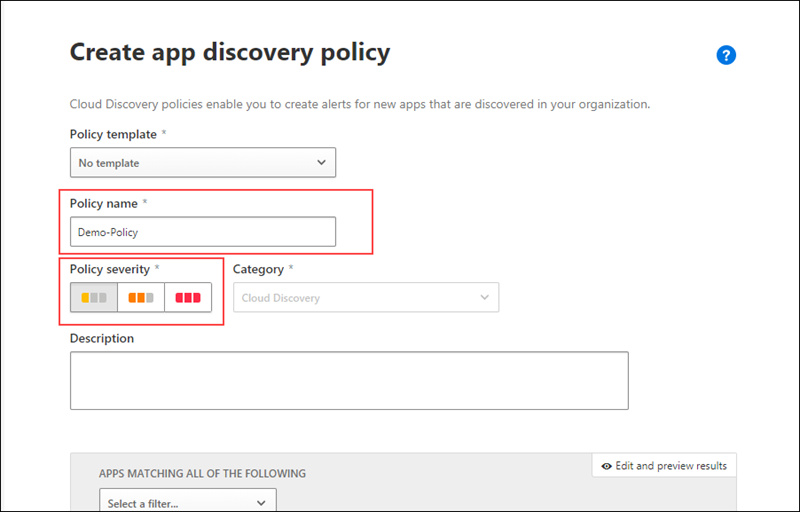 Create app discovery policy
?
Cloud Discovery policies enable you to create alerts for new apps that are discovered in your organization.
Policy template *
No template
Policy name *
Demo-Policy
Policy severity * Category *
Cloud Discovery
Description
APPS MATCHING ALL OF THE FOLLOWING
Edit and preview results
Select a filter...